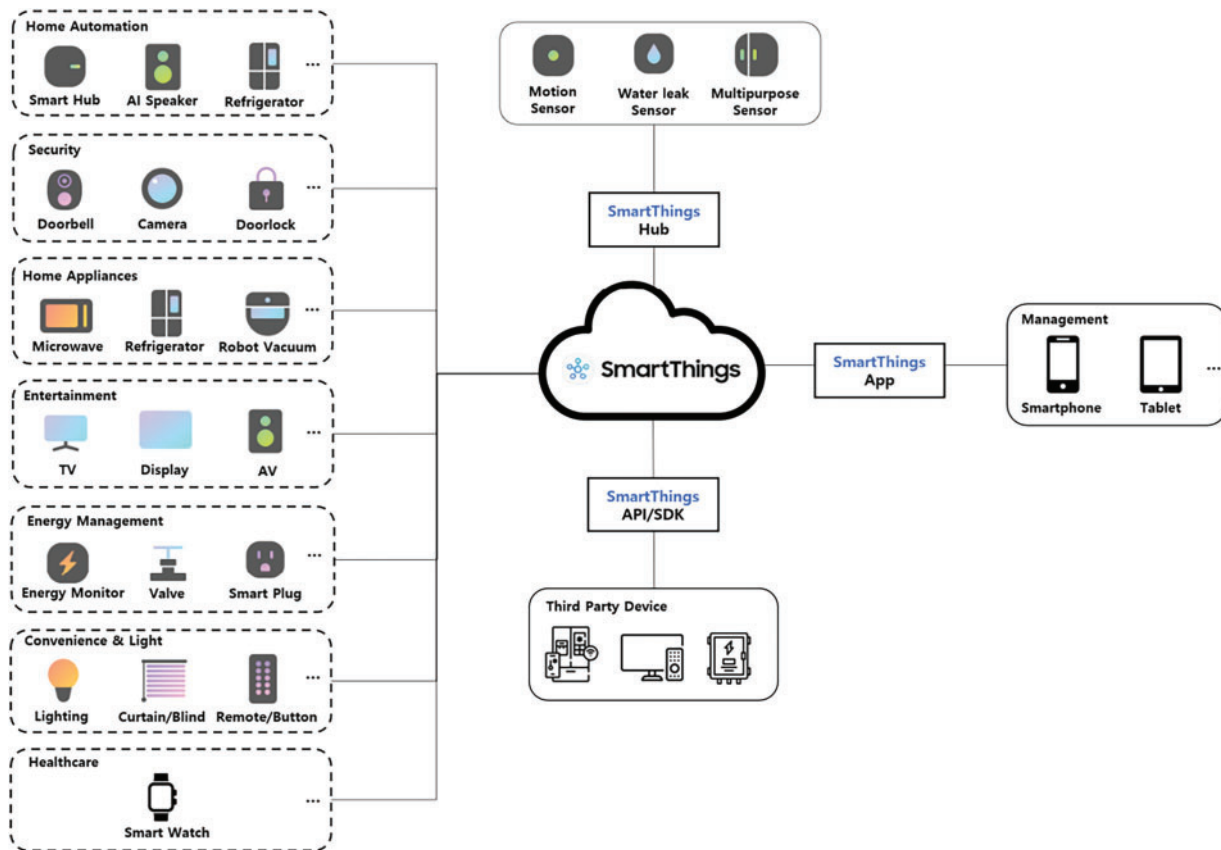 Home Automation
Smart Hub
AI Speaker
Refrigerator
...
Security
Doorbell
Camera
Doorlock
...
Home Appliances
Microwave
Refrigerator
Robot Vacuum
...
Entertainment
TV
Display
AV
...
Energy Management
Energy Monitor
Valve
Smart Plug
...
Convenience & Light
Lighting
Curtain/Blind
Remote/Button
...
Healthcare
Smart Watch
...
Motion
Sensor
Water leak
Sensor
Multipurpose
Sensor
SmartThings
Hub
SmartThings
SmartThings
App
Management
Smartphone
Tablet
...
SmartThings
API/SDK
Third Party Device